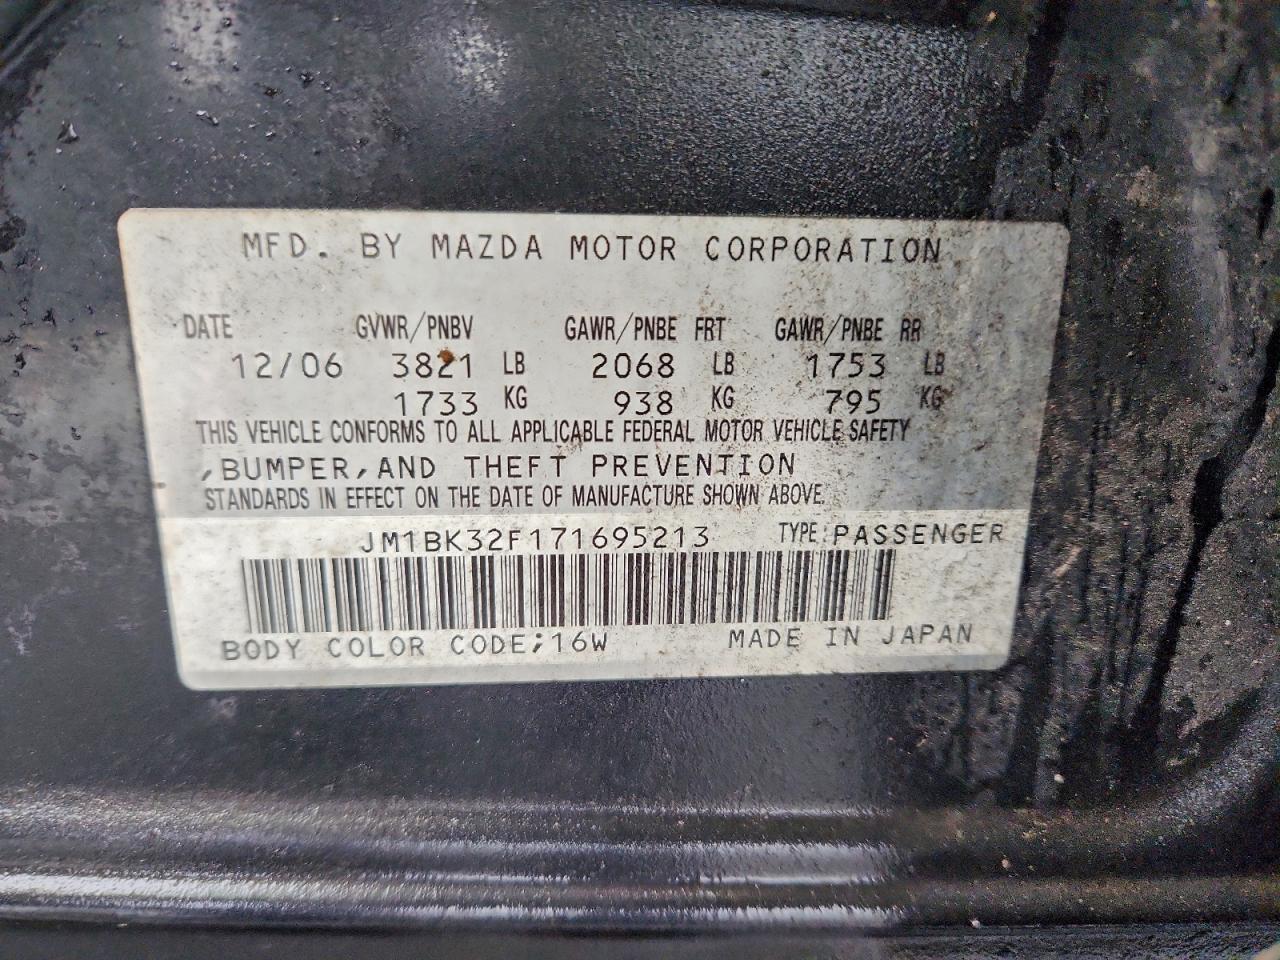 MFD. BY MAZDA MOTOR CORPORATION
DATE GVWR/PNBV GAWR/PNBE FRT GAWR/PNBE RR
12/06 3821 LB 2068 LB 1753 LB
1733 KG 938 KG 795 KG
THIS VEHICLE CONFORMS TO ALL APPLICABLE FEDERAL MOTOR VEHICLE SAFETY
,BUMPER,AND THEFT PREVENTION
STANDARDS IN EFFECT ON THE DATE OF MANUFACTURE SHOWN ABOVE.
JM1BK32F171695213 TYPE:PASSENGER
BODY COLOR CODE;16W MADE IN JAPAN